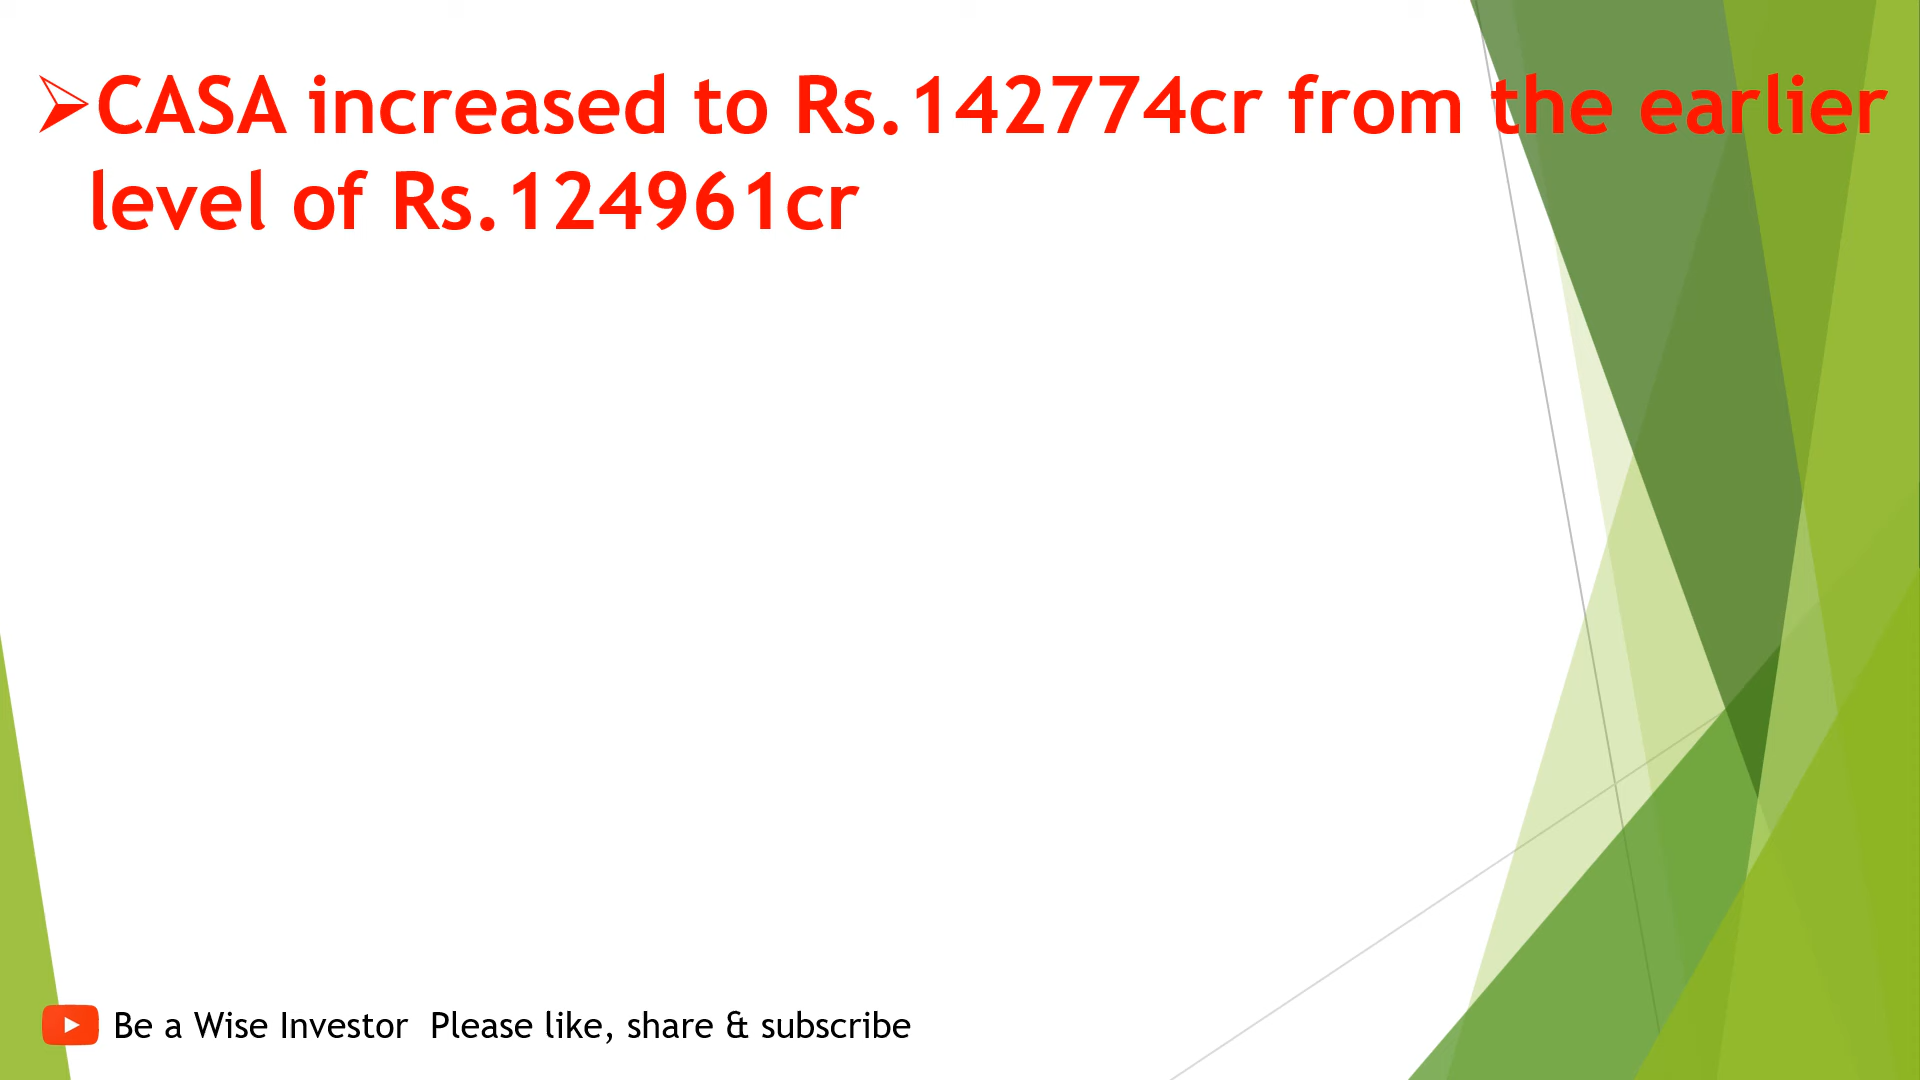 ➢CASA increased to Rs.142774cr from the earlier
level of Rs.124961cr
Be a Wise Investor  Please like, share & subscribe